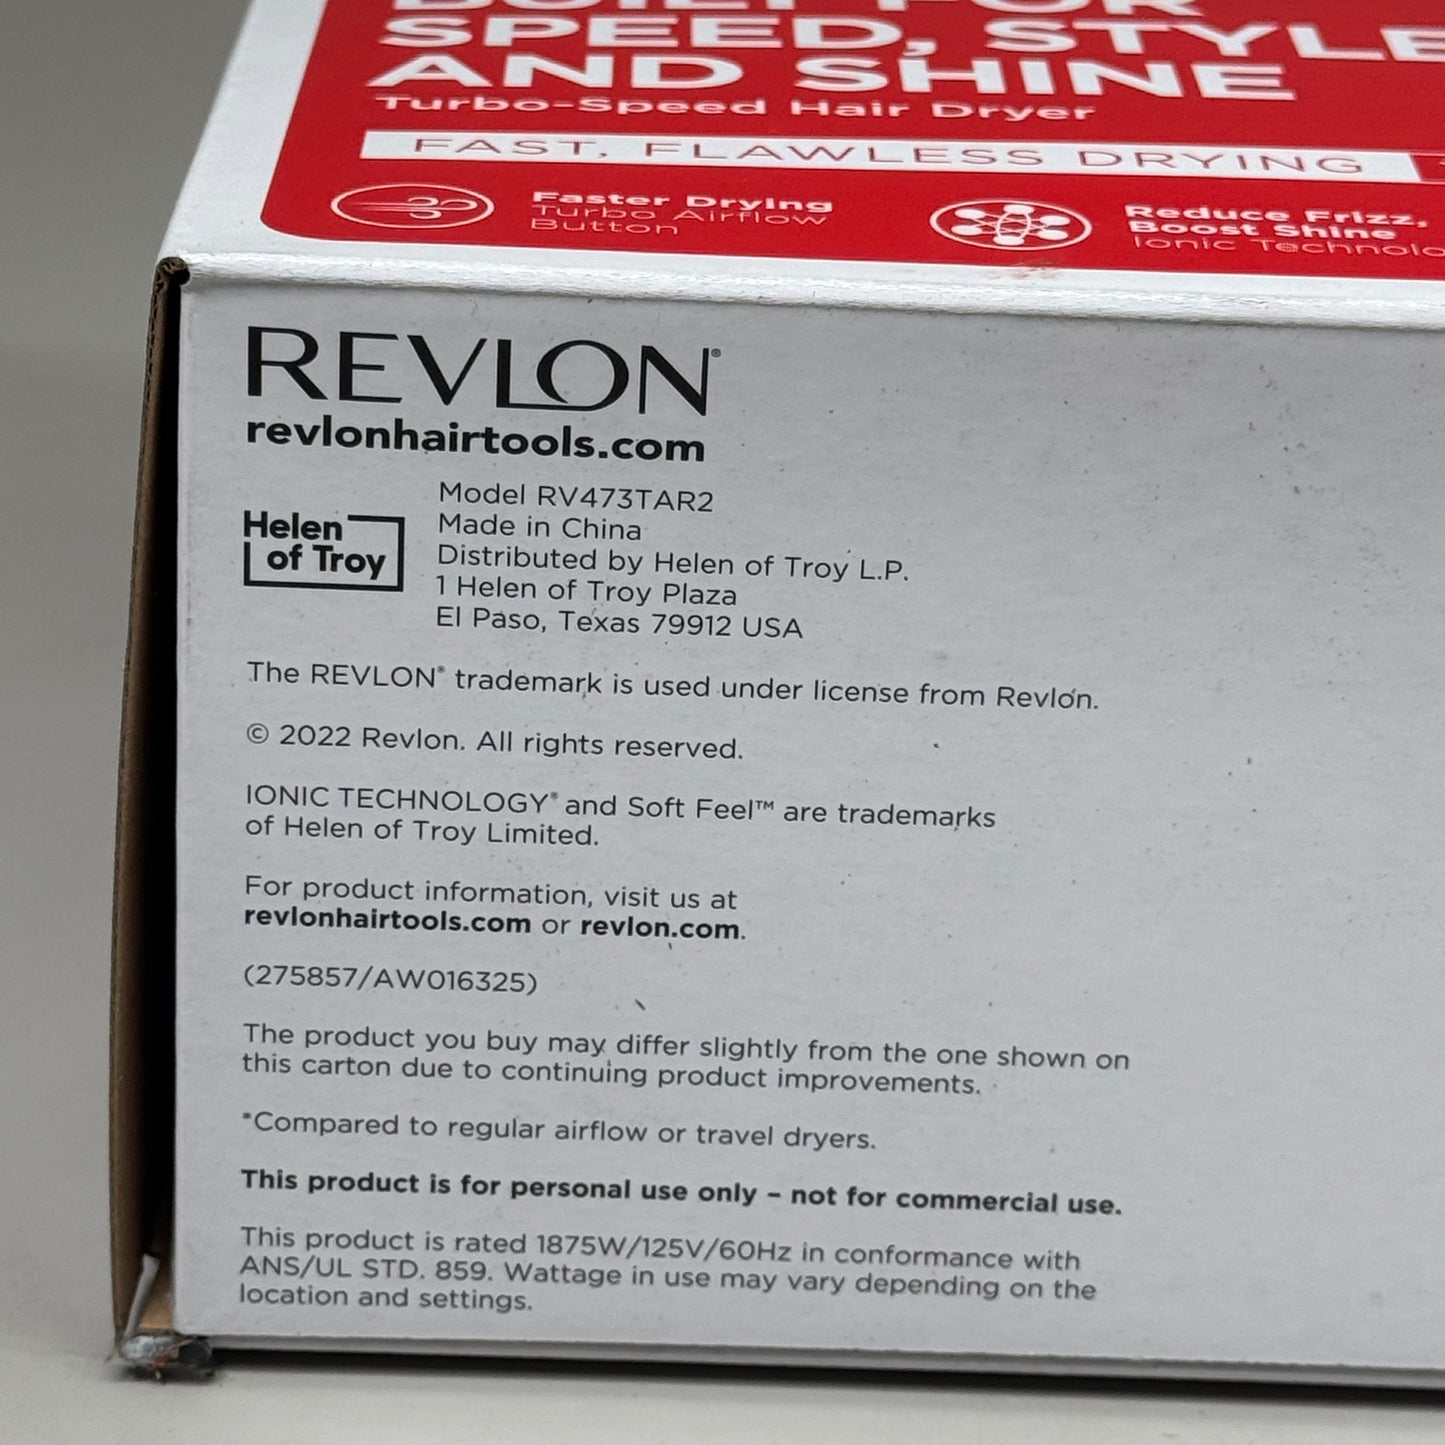 BUILT FOR
SPEED, STYLE
AND SHINE
Turbo-Speed Hair Dryer
FAST, FLAWLESS DRYING
Faster Drying
Turbo Airflow
Button
Reduce Frizz,
Boost Shine
Ionic
REVLON®
revlonhairtools.com
Helen
of Troy
Model RV473TAR2
Made in China
Distributed by Helen of Troy L.P.
1 Helen of Troy Plaza
El Paso, Texas 79912 USA
The REVLON® trademark is used under license from Revlon.
© 2022 Revlon. All rights reserved.
IONIC TECHNOLOGY® and Soft Feel™ are trademarks
of Helen of Troy Limited.
For product information, visit us at
revlonhairtools.com or revlon.com.
(275857/AW016325)
The product you buy may differ slightly from the one shown on
this carton due to continuing product improvements.
*Compared to regular airflow or travel dryers.
This product is for personal use only – not for commercial use.
This product is rated 1875W/125V/60Hz in conformance with
ANS/UL STD. 859. Wattage in use may vary depending on the
location and settings.